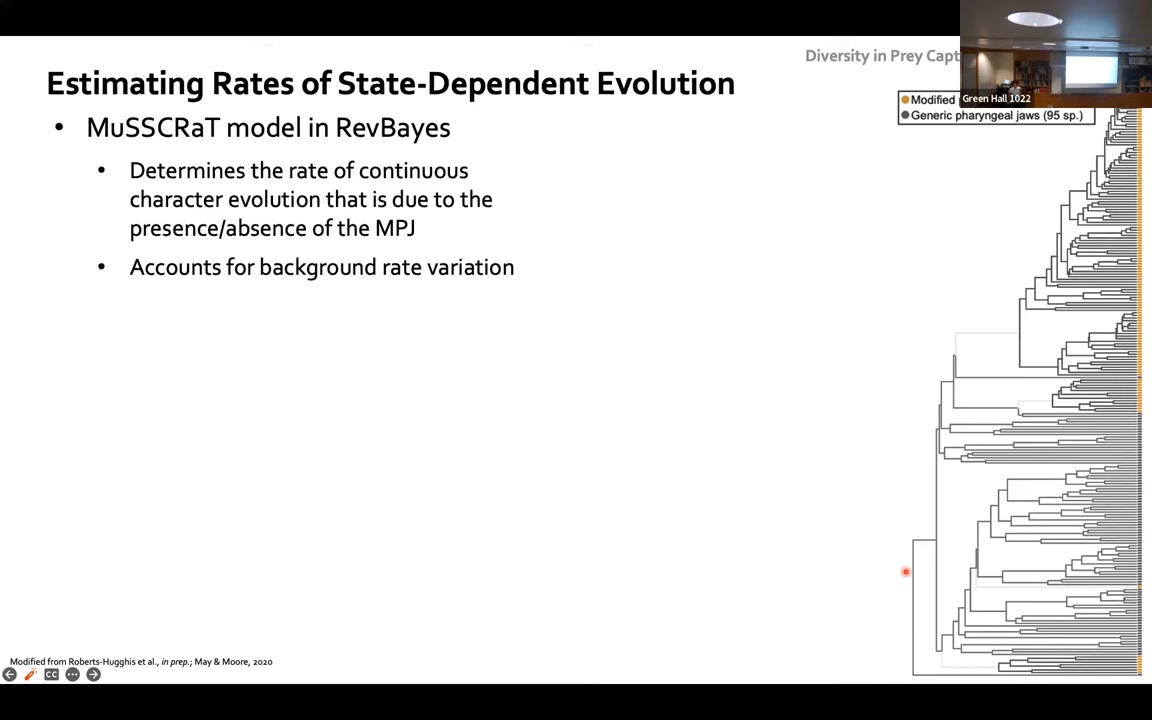 Diversity in Prey Capt
Estimating Rates of State-Dependent Evolution
Modified
Green Hall 1022
Generic pharyngeal jaws (95 sp.)
• MuSSCRaT model in RevBayes
• Determines the rate of continuous
character evolution that is due to the
presence/absence of the MPJ
• Accounts for background rate variation
Modified from Roberts-Hugghis et al., in prep.; May & Moore, 2020
CC